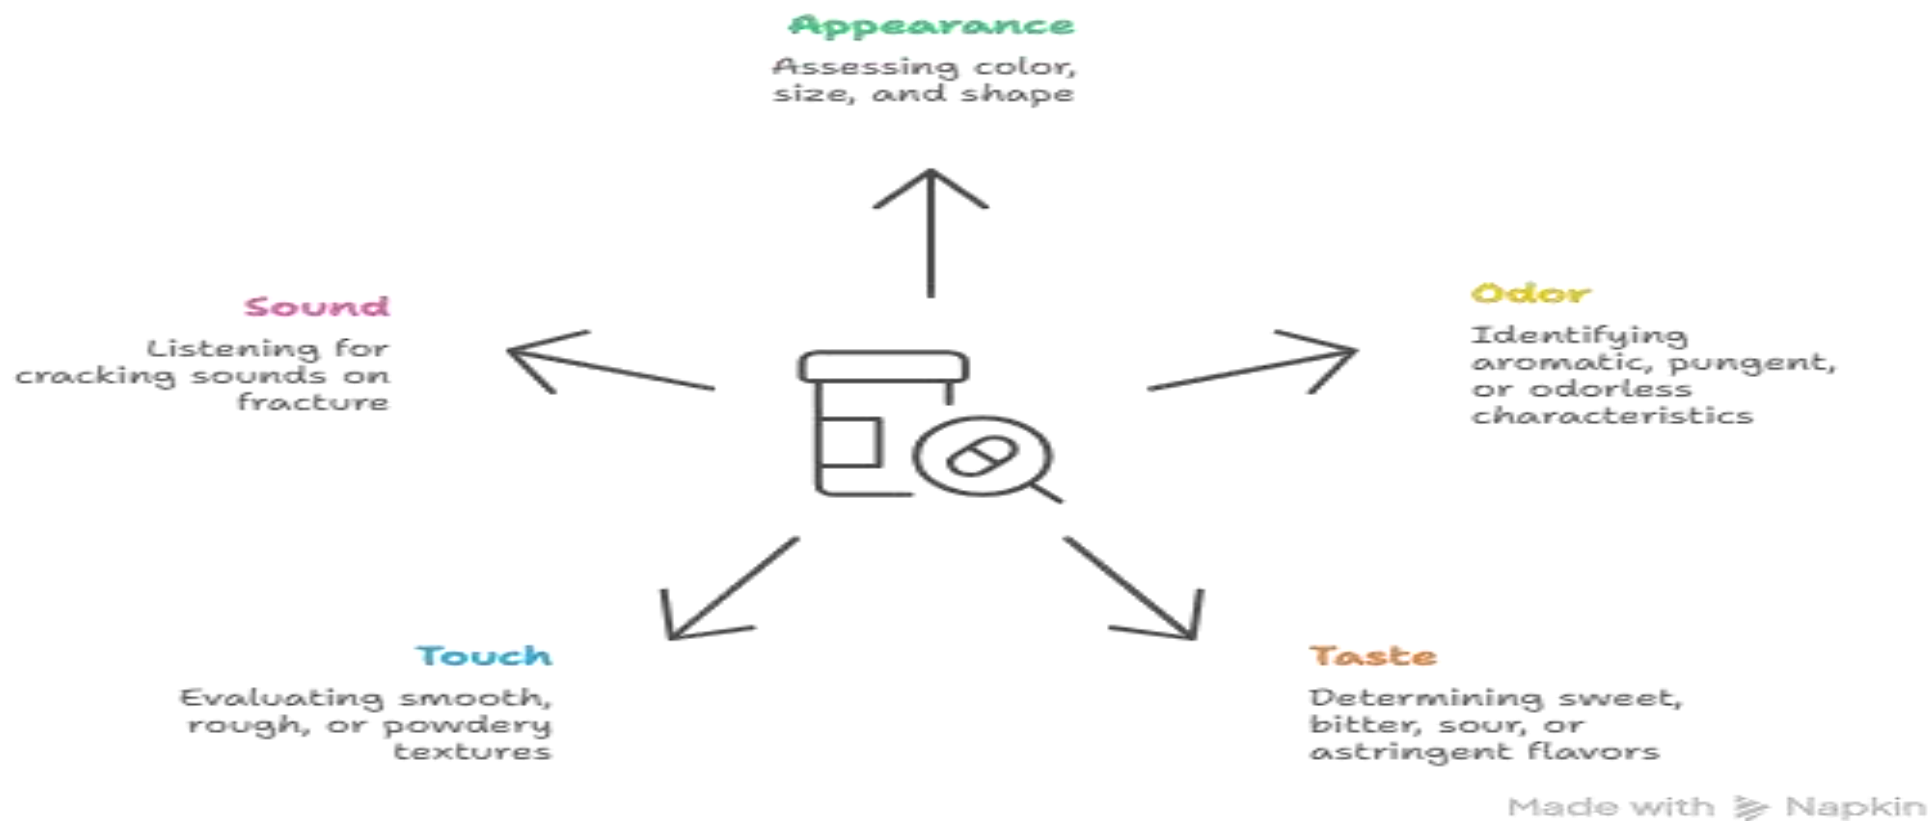 Appearance
Assessing color,
size, and shape
Sound
Listening for
cracking sounds on
fracture
Odor
Identifying
aromatic, pungent,
or odorless
characteristics
Touch
Evaluating smooth,
rough, or powdery
textures
Taste
Determining sweet,
bitter, sour, or
astringent flavors
Made with Napkin